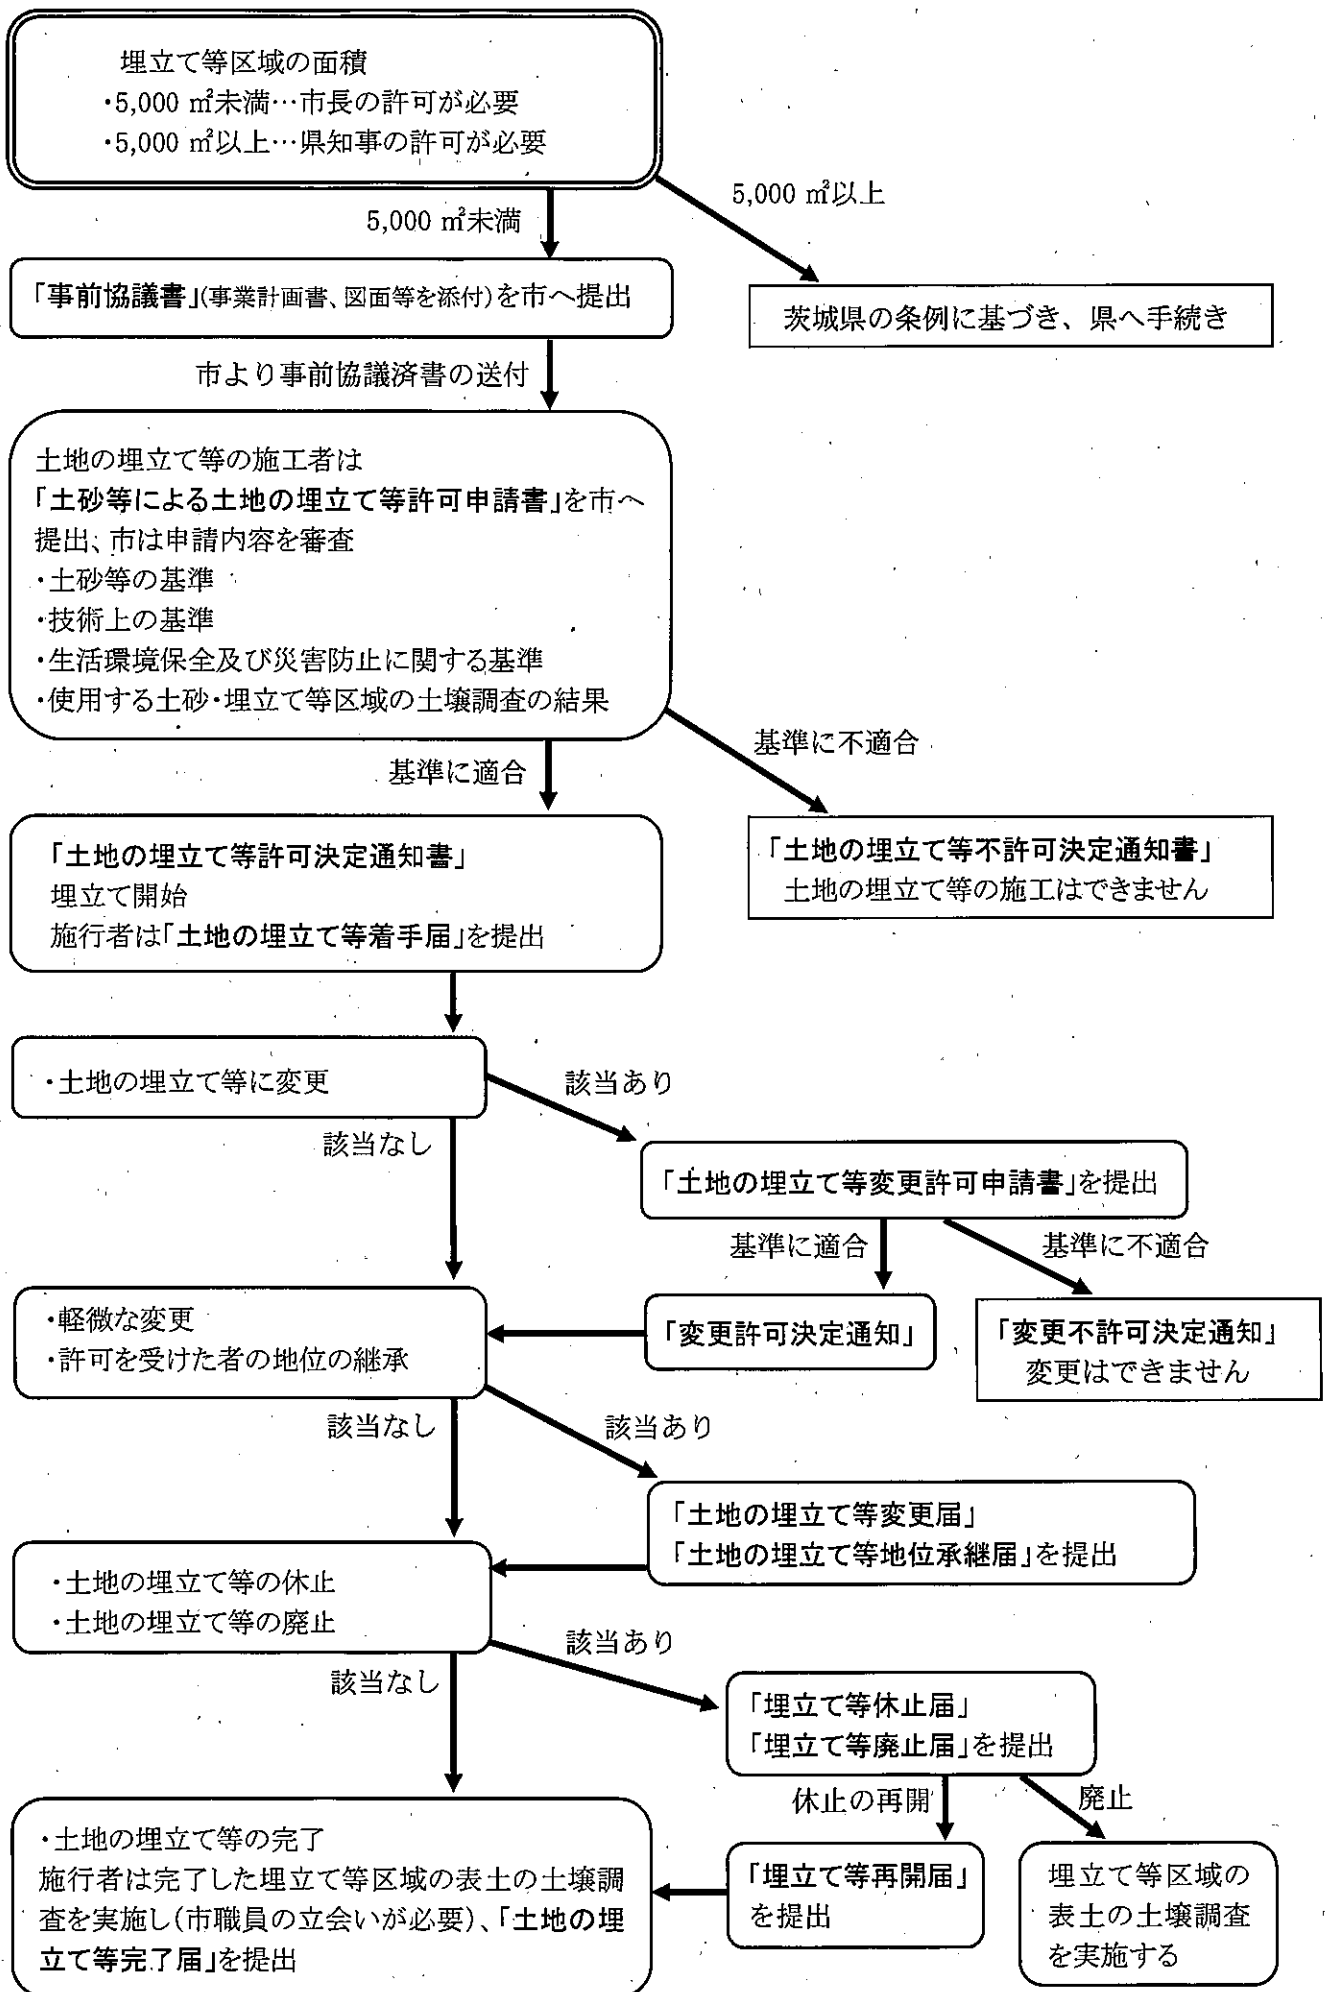 埋立て等区域の面積
・5,000 ㎡未満…市長の許可が必要
・5,000 ㎡以上…県知事の許可が必要
5,000 ㎡以上
5,000 ㎡未満
「事前協議書」(事業計画書、図面等を添付)を市へ提出
茨城県の条例に基づき、県へ手続き
市より事前協議済書の送付
土地の埋立て等の施工者は
「土砂等による土地の埋立て等許可申請書」を市へ
提出、市は申請内容を審査
・土砂等の基準
・技術上の基準
・生活環境保全及び災害防止に関する基準
・使用する土砂・埋立て等区域の土壌調査の結果
基準に不適合
基準に適合
「土地の埋立て等許可決定通知書」
埋立て開始
施行者は「土地の埋立て等着手届」を提出
「土地の埋立て等不許可決定通知書」
土地の埋立て等の施工はできません
・土地の埋立て等に変更
該当あり
該当なし
「土地の埋立て等変更許可申請書」を提出
基準に適合
基準に不適合
・軽微な変更
・許可を受けた者の地位の継承
「変更許可決定通知」
「変更不許可決定通知」
変更はできません
該当なし
該当あり
「土地の埋立て等変更届」
「土地の埋立て等地位承継届」を提出
・土地の埋立て等の休止
・土地の埋立て等の廃止
該当あり
該当なし
「埋立て等休止届」
「埋立て等廃止届」を提出
休止の再開
廃止
・土地の埋立て等の完了
施行者は完了した埋立て等区域の表土の土壌調
査を実施し(市職員の立会いが必要)、「土地の埋
立て等完了届」を提出
「埋立て等再開届」
を提出
埋立て等区域の
表土の土壌調査
を実施する